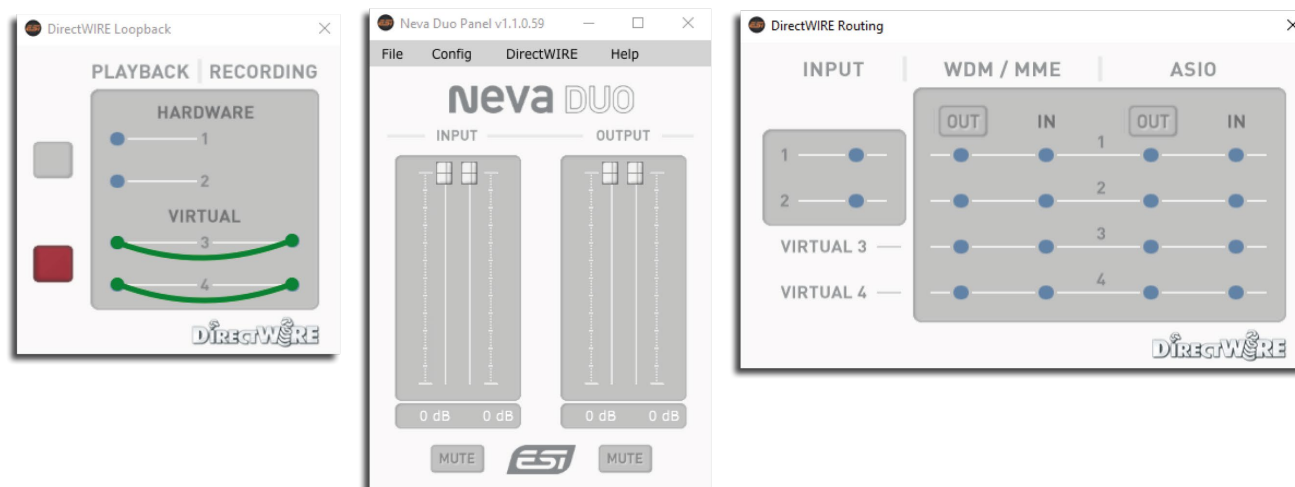 DirectWIRE Loopback
PLAYBACK RECORDING
HARDWARE
1
2
VIRTUAL
3
4
DIRECTWIRE
Neva Duo Panel v1.1.0.59
File Config DirectWIRE Help
Neva DUO
INPUT OUTPUT
0 dB 0 dB 0 dB 0 dB
MUTE ESI MUTE
DirectWIRE Routing
INPUT WDM / MME ASIO
OUT IN OUT IN
1 1
2 2
VIRTUAL 3 3
VIRTUAL 4 4
DIRECTWIRE